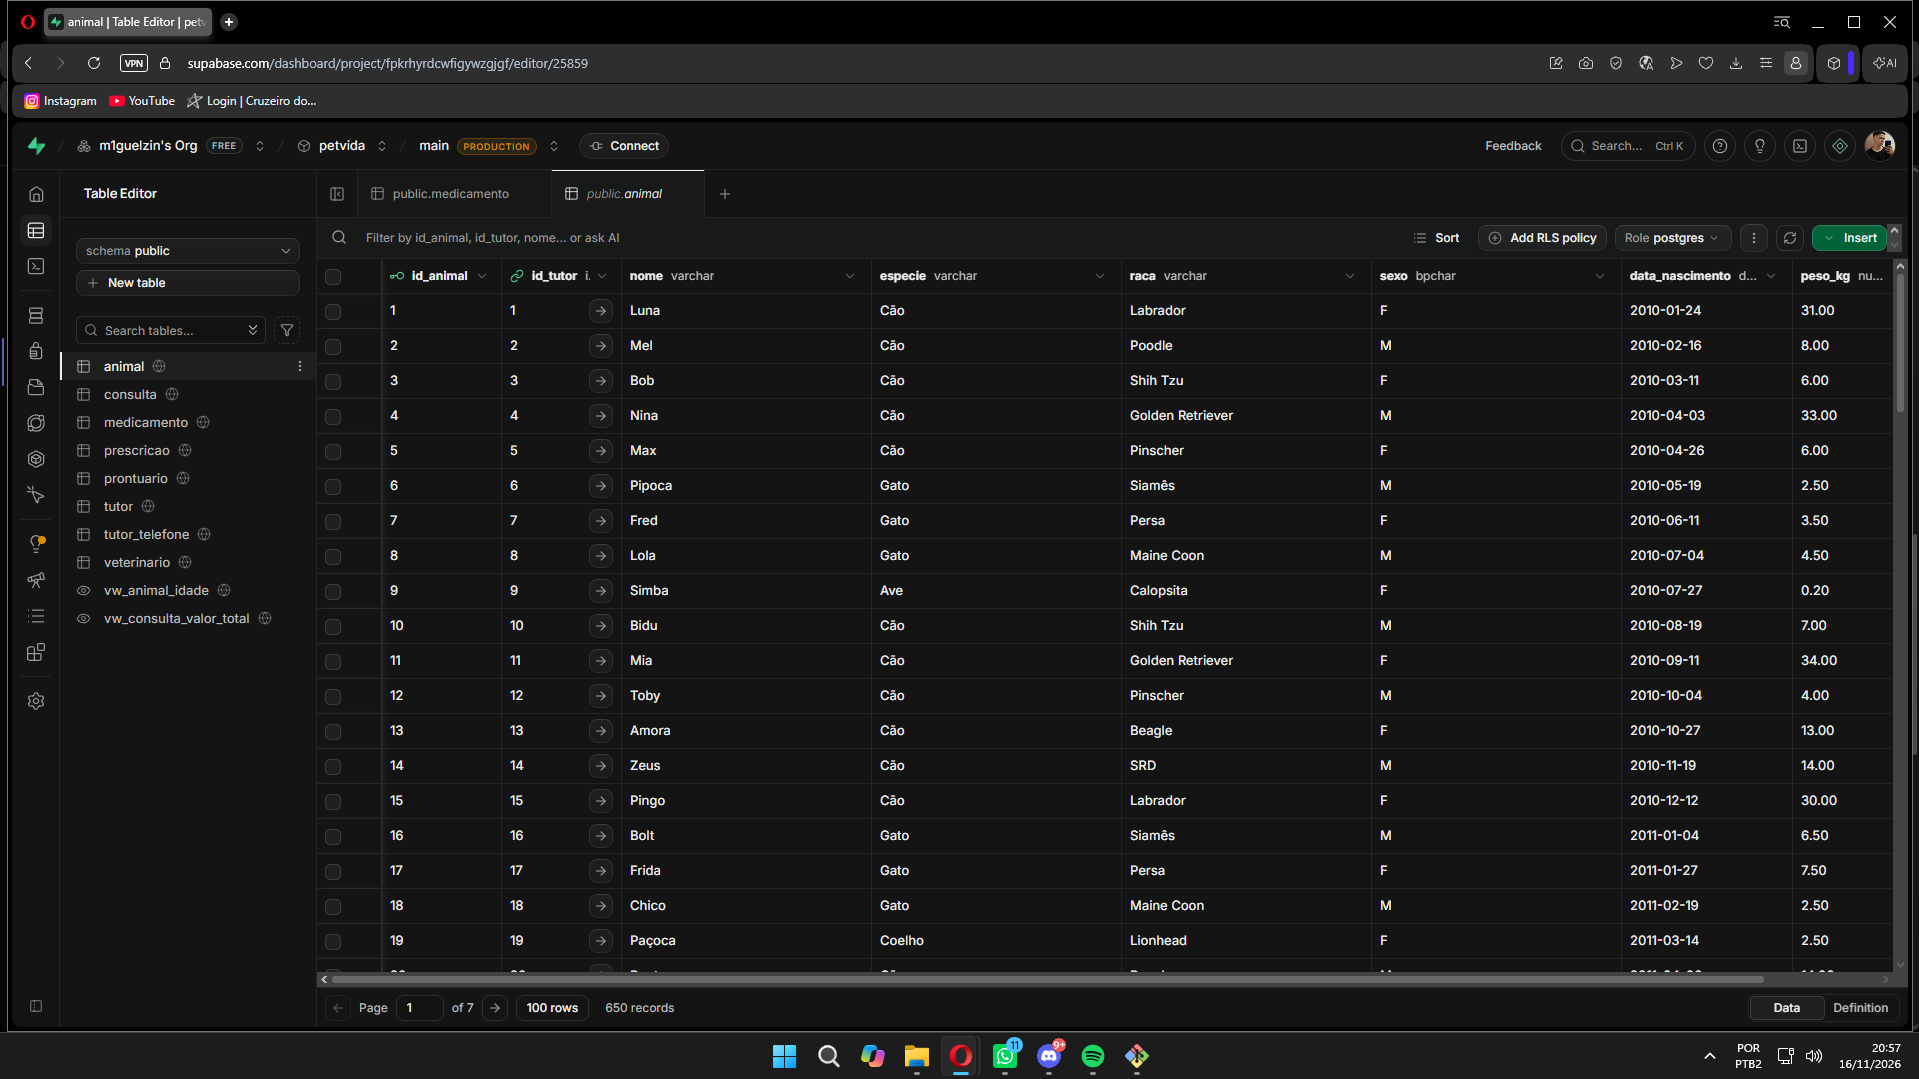 animal | Table Editor | petv
VPN
supabase.com/dashboard/project/fpkrhyrdcwfigywzgjgf/editor/25859
AI
Instagram YouTube Login | Cruzeiro do...
m1guelzin's Org FREE / petvida / main PRODUCTION Connect Feedback Search... Ctrl K
Table Editor public.medicamento public.animal
Filter by id_animal, id_tutor, nome... or ask AI Sort Add RLS policy Role postgres Insert
schema public
New table
Search tables...
animal
consulta
medicamento
prescricao
prontuario
tutor
tutor_telefone
veterinario
vw_animal_idade
vw_consulta_valor_total
id_animal id_tutor i. nome varchar especie varchar raca varchar sexo bpchar data_nascimento d... peso_kg nu...
1 1 Luna Cão Labrador F 2010-01-24 31.00
2 2 Mel Cão Poodle M 2010-02-16 8.00
3 3 Bob Cão Shih Tzu F 2010-03-11 6.00
4 4 Nina Cão Golden Retriever M 2010-04-03 33.00
5 5 Max Cão Pinscher F 2010-04-26 6.00
6 6 Pipoca Gato Siamês M 2010-05-19 2.50
7 7 Fred Gato Persa F 2010-06-11 3.50
8 8 Lola Gato Maine Coon M 2010-07-04 4.50
9 9 Simba Ave Calopsita F 2010-07-27 0.20
10 10 Bidu Cão Shih Tzu M 2010-08-19 7.00
11 11 Mia Cão Golden Retriever F 2010-09-11 34.00
12 12 Toby Cão Pinscher M 2010-10-04 4.00
13 13 Amora Cão Beagle F 2010-10-27 13.00
14 14 Zeus Cão SRD M 2010-11-19 14.00
15 15 Pingo Cão Labrador F 2010-12-12 30.00
16 16 Bolt Gato Siamês M 2011-01-04 6.50
17 17 Frida Gato Persa F 2011-01-27 7.50
18 18 Chico Gato Maine Coon M 2011-02-19 2.50
19 19 Paçoca Coelho Lionhead F 2011-03-14 2.50
Page 1 of 7 100 rows 650 records Data Definition
11 9+
POR 20:57
PTB2 16/11/2026